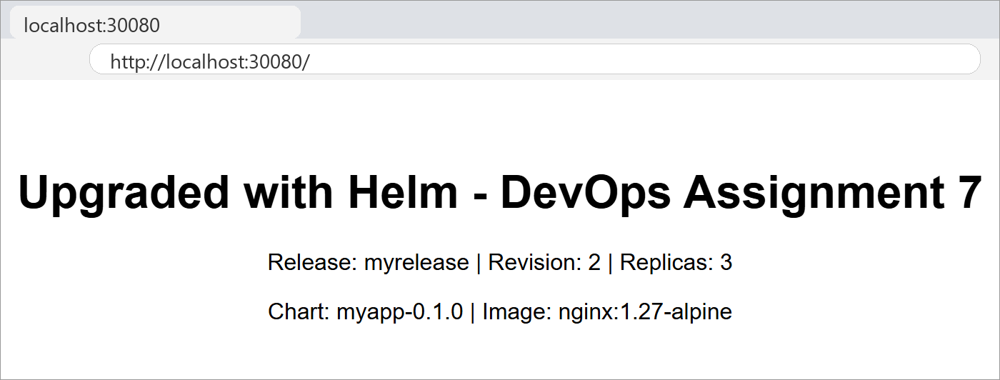 localhost:30080
http://localhost:30080/
Upgraded with Helm - DevOps Assignment 7
Release: myrelease | Revision: 2 | Replicas: 3
Chart: myapp-0.1.0 | Image: nginx:1.27-alpine